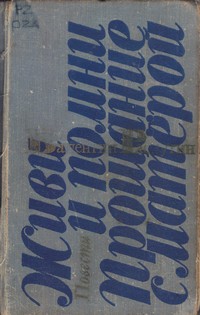 Живи
и помни
Повести
прощание
с матерой